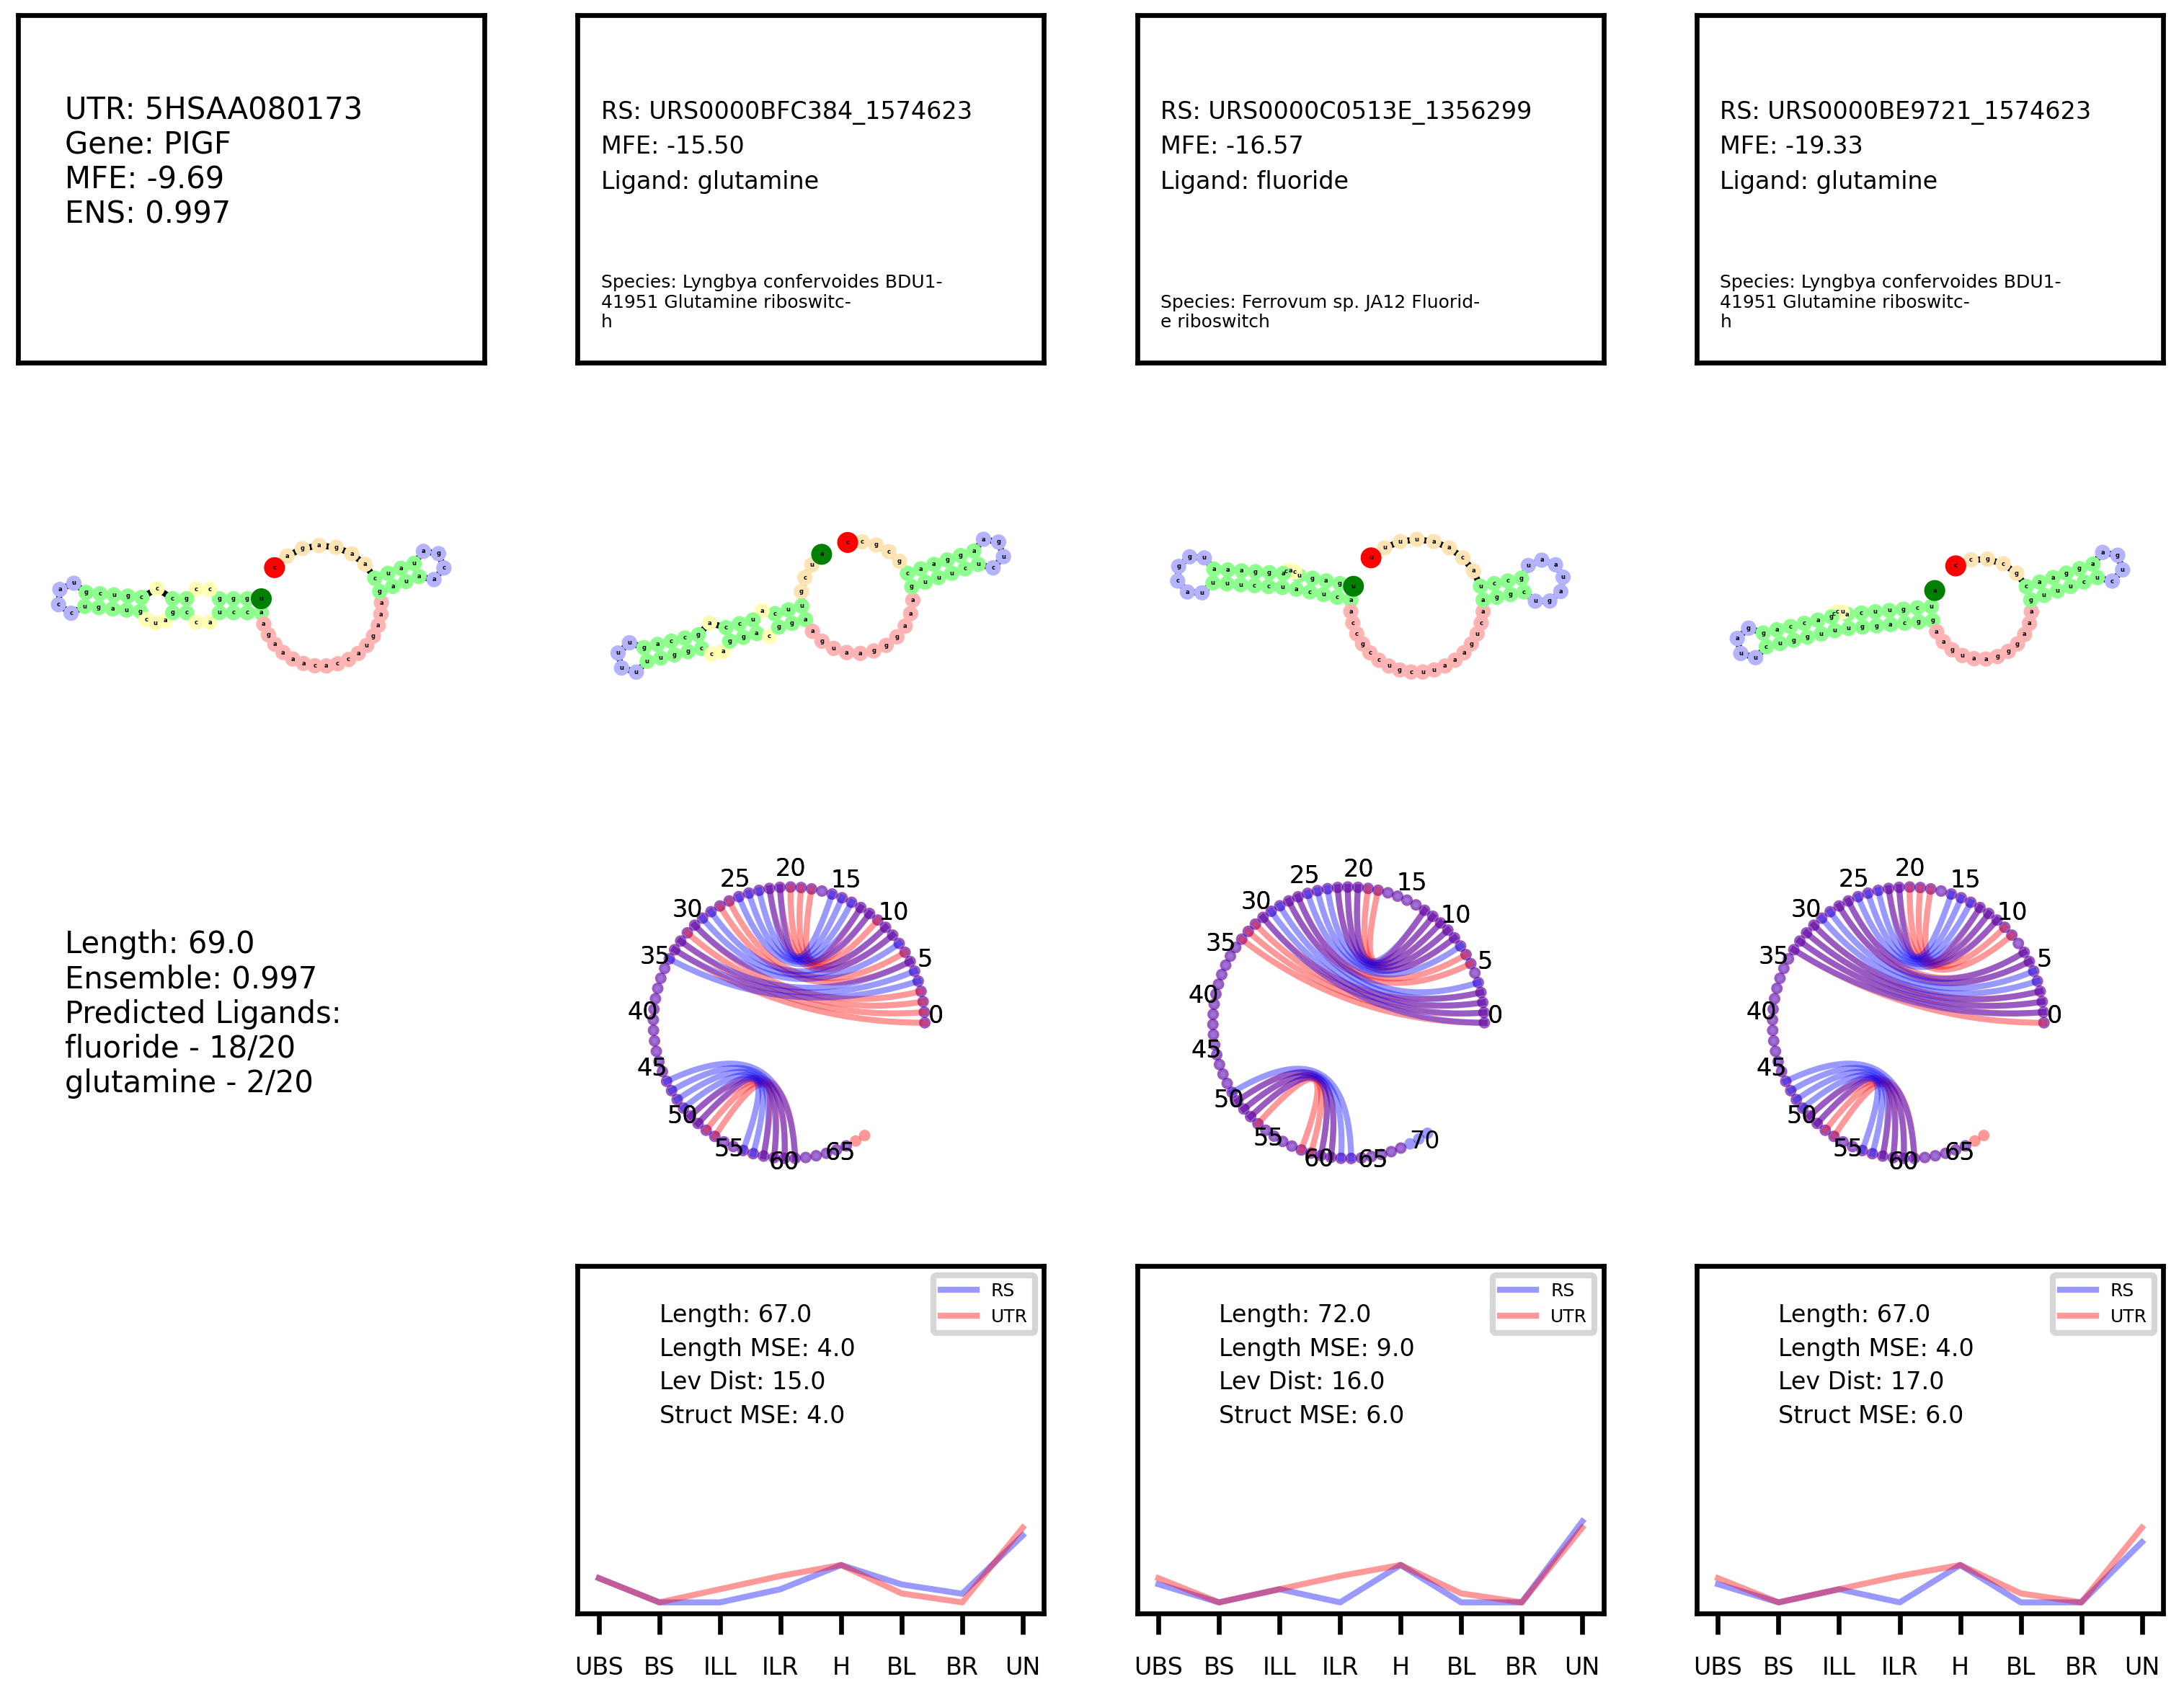 UTR: 5HSAA080173
Gene: PIGF
MFE: -9.69
ENS: 0.997
RS: URS0000BFC384_1574623
MFE: -15.50
Ligand: glutamine
Species: Lyngbya confervoides BDU1-
41951 Glutamine riboswitc-
h
RS: URS0000C0513E_1356299
MFE: -16.57
Ligand: fluoride
Species: Ferrovum sp. JA12 Fluorid-
e riboswitch
RS: URS0000BE9721_1574623
MFE: -19.33
Ligand: glutamine
Species: Lyngbya confervoides BDU1-
41951 Glutamine riboswitc-
h
Length: 69.0
Ensemble: 0.997
Predicted Ligands:
fluoride - 18/20
glutamine - 2/20
0 5 10 15 20 25 30 35 40 45 50 55 60 65
0 5 10 15 20 25 30 35 40 45 50 55 60 65 70
0 5 10 15 20 25 30 35 40 45 50 55 60 65
RS
UTR
Length: 67.0
Length MSE: 4.0
Lev Dist: 15.0
Struct MSE: 4.0
UBS BS ILL ILR H BL BR UN
RS
UTR
Length: 72.0
Length MSE: 9.0
Lev Dist: 16.0
Struct MSE: 6.0
UBS BS ILL ILR H BL BR UN
RS
UTR
Length: 67.0
Length MSE: 4.0
Lev Dist: 17.0
Struct MSE: 6.0
UBS BS ILL ILR H BL BR UN